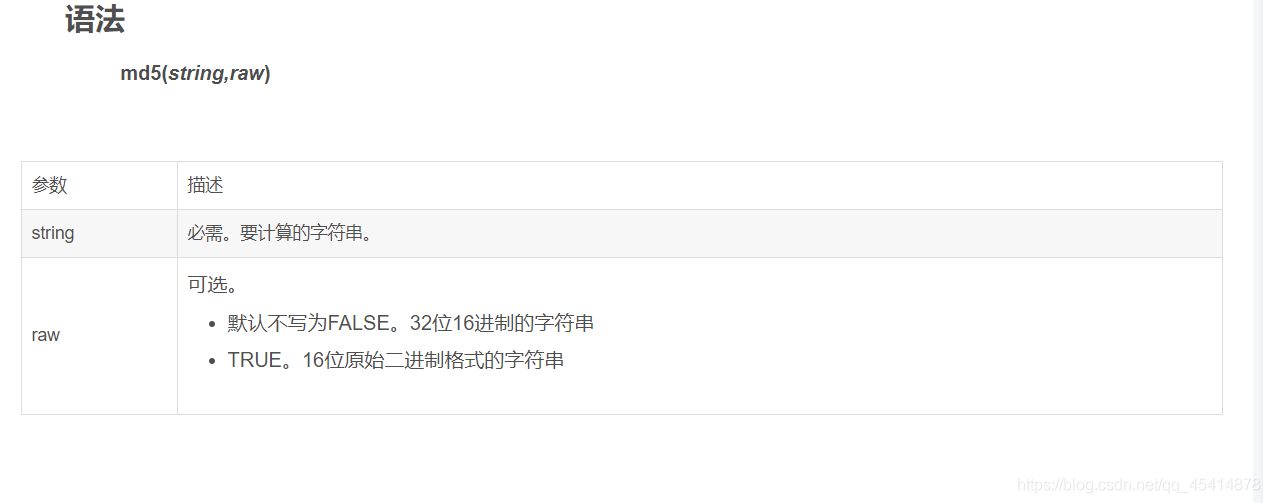 语法
md5(string,raw)
参数 描述
string 必需。要计算的字符串。
raw 可选。
默认不写为FALSE。32位16进制的字符串
TRUE。16位原始二进制格式的字符串
https://blog.csdn.net/qq_45414878